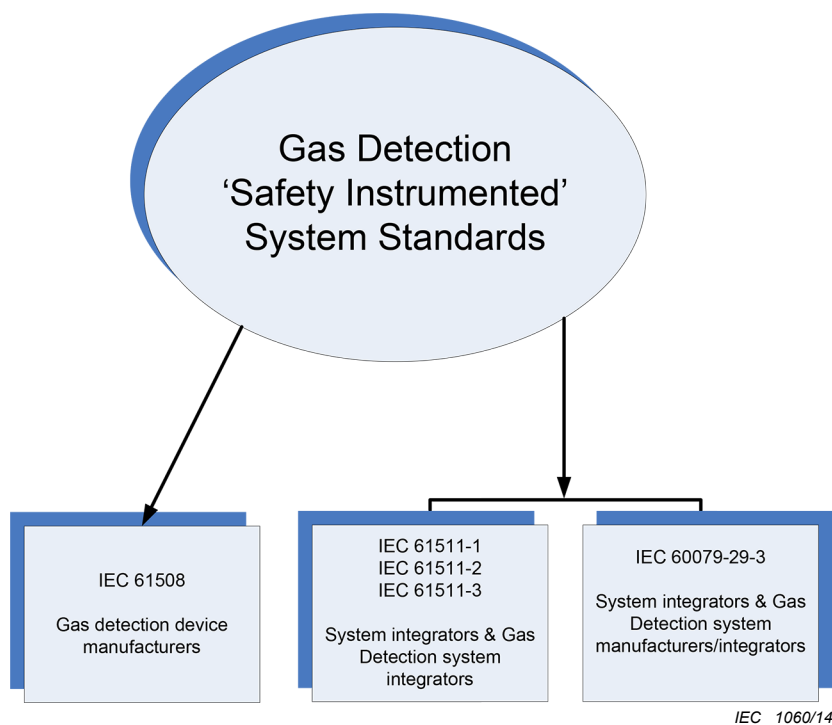 Gas Detection
‘Safety Instrumented’
System Standards
IEC 61508
Gas detection device
manufacturers
IEC 61511-1
IEC 61511-2
IEC 61511-3
System integrators & Gas
Detection system
integrators
IEC 60079-29-3
System integrators & Gas
Detection system
manufacturers/integrators
IEC 1060/14